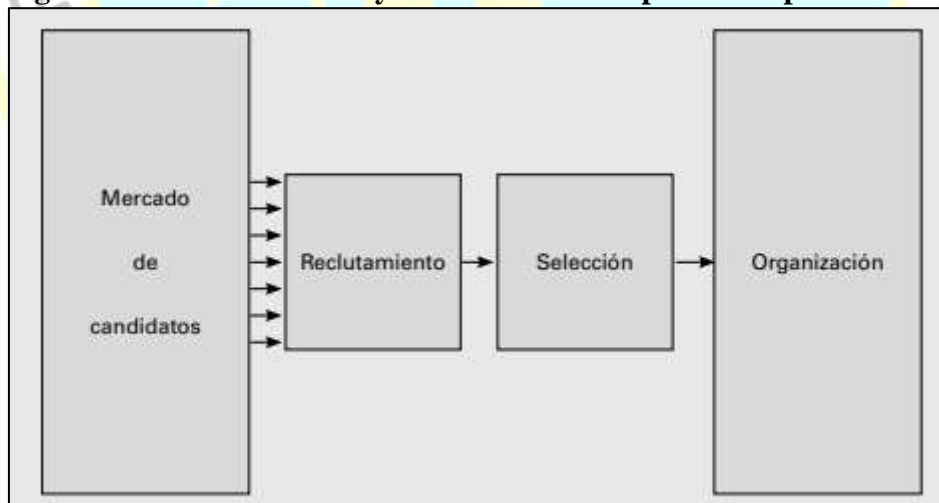 Mercado
de
candidatos
Reclutamiento
Selección
Organización